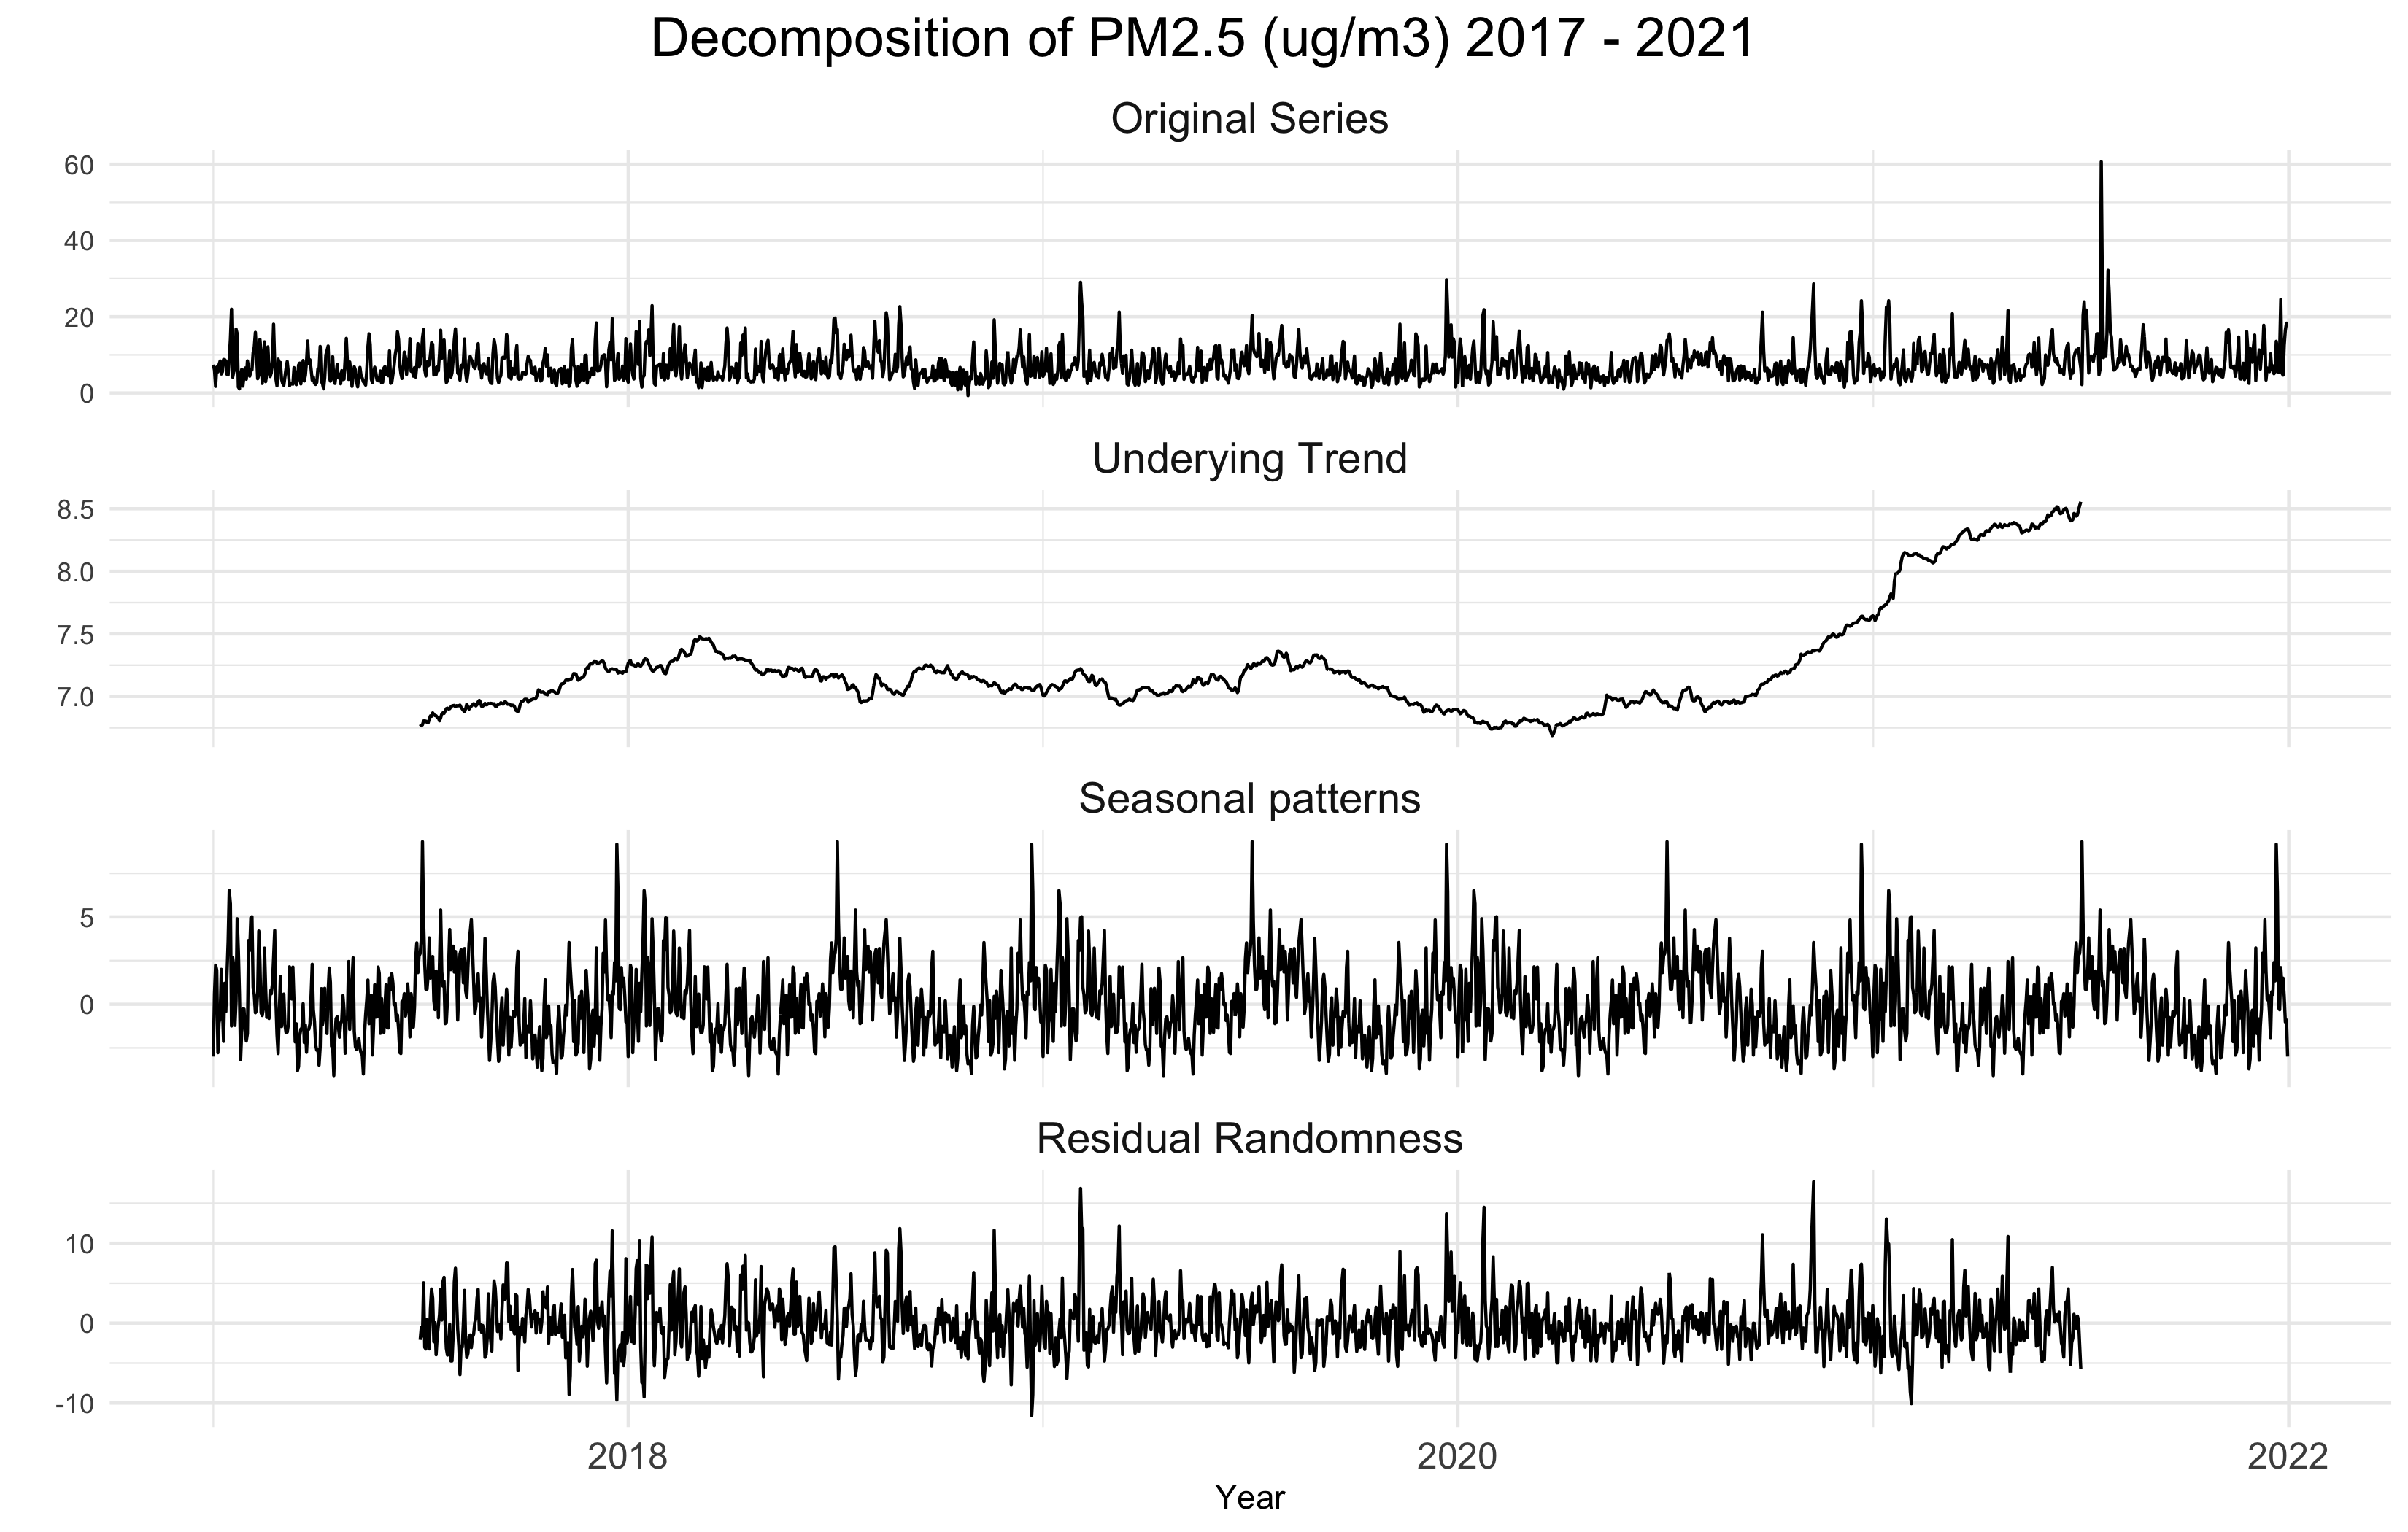 Decomposition of PM2.5 (ug/m3) 2017 - 2021
Original Series
60
40
20
0
Underying Trend
8.5
8.0
7.5
7.0
Seasonal patterns
5
0
Residual Randomness
10
0
-10
2018 2020 2022
Year